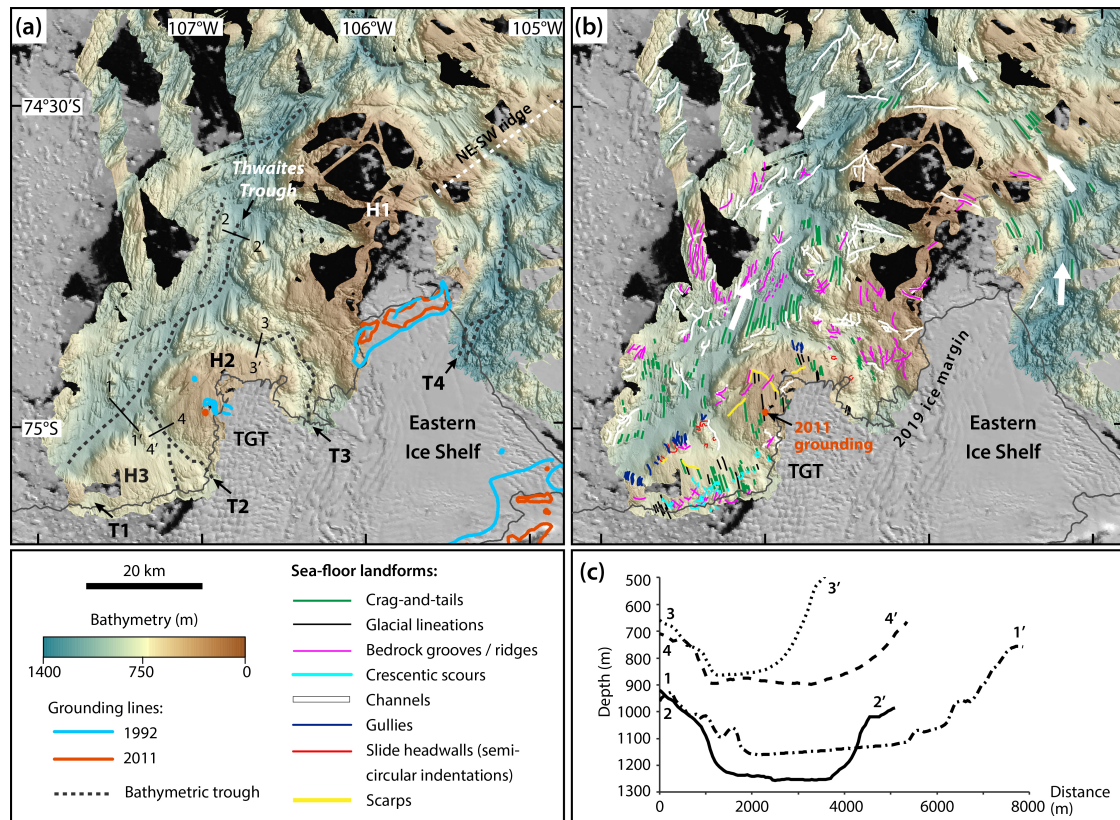 (a)
107°W
106°W
105°W
74°30'S
NE-SW ridge
Thwaites
Trough
H1
2
2'
3
3'
H2
1
1'
4
4'
T4
75°S
TGT
Eastern
Ice Shelf
T3
H3
T2
T1
(b)
2019 ice margin
2011
grounding
TGT
Eastern
Ice Shelf
20 km
Bathymetry (m)
1400
750
0
Grounding lines:
1992
2011
Bathymetric trough
Sea-floor landforms:
Crag-and-tails
Glacial lineations
Bedrock grooves / ridges
Crescentic scours
Channels
Gullies
Slide headwalls (semi-
circular indentations)
Scarps
(c)
500
600
700
800
900
1000
1100
1200
1300
Depth (m)
3
4
1
2
3'
4'
1'
2'
0
2000
4000
6000
8000
Distance
(m)